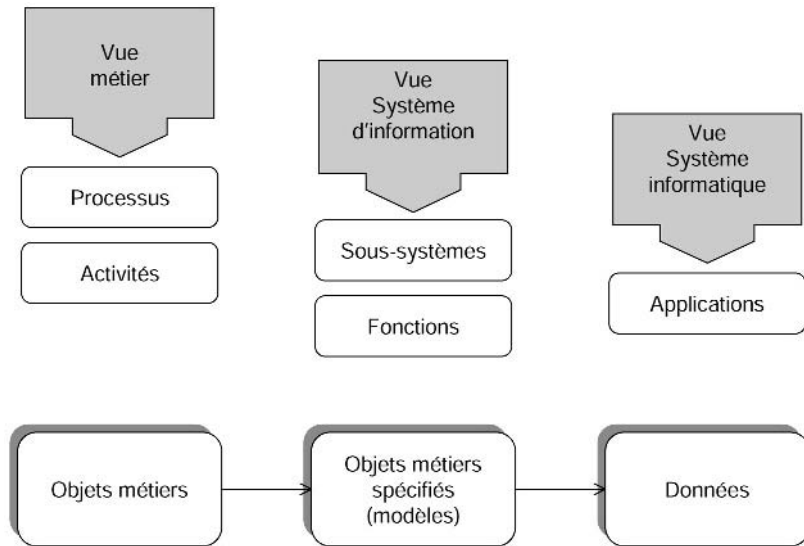 Vue
métier
Processus
Activités
Vue
Système
d'information
Sous-systèmes
Fonctions
Vue
Système
informatique
Applications
Objets métiers
Objets métiers
spécifiés
(modèles)
Données